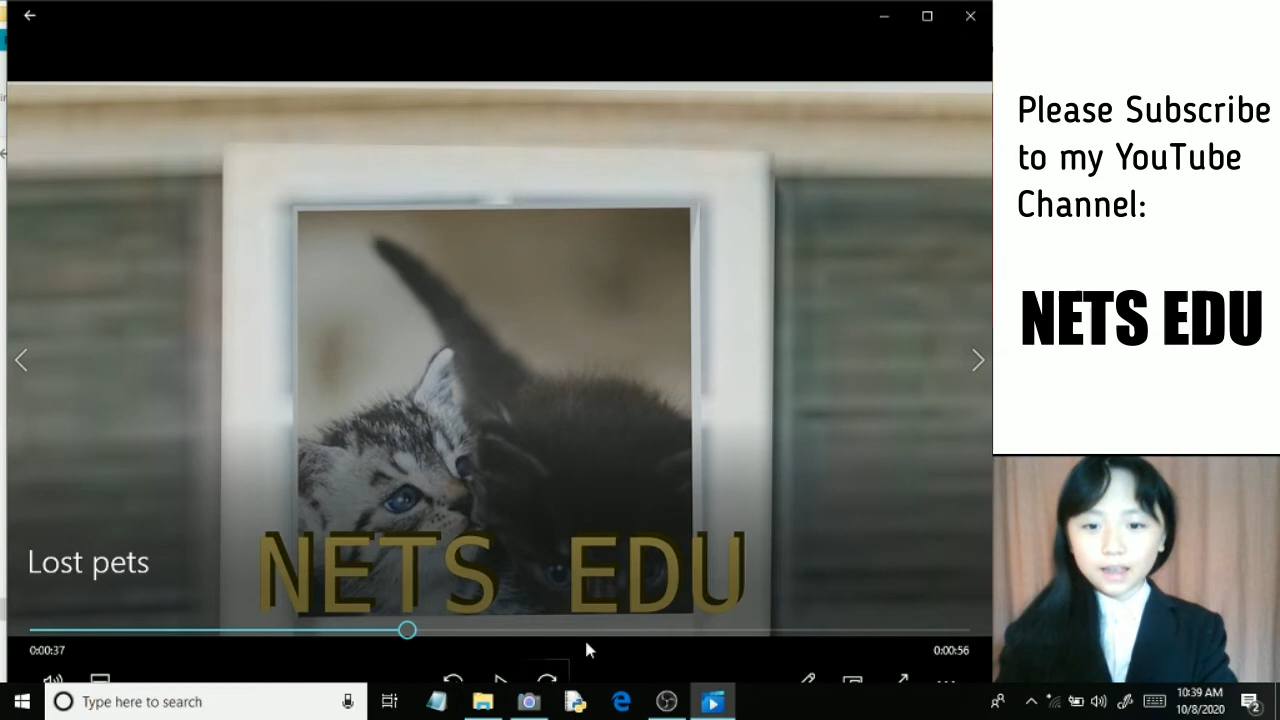 Please Subscribe
to my YouTube
Channel:
NETS EDU
NETS EDU
Lost pets
0:00:37
0:00:56
Type here to search
10:39 AM
10/8/2020
2